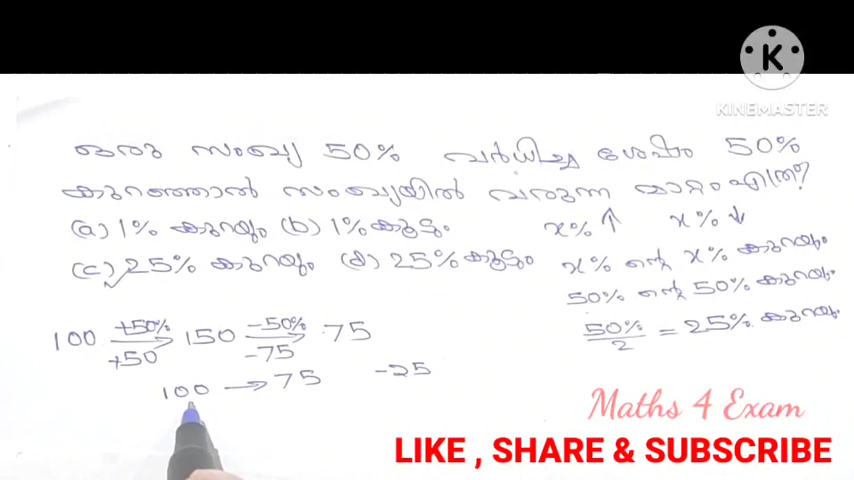 K
KINEMASTER
ഒരു സംഖ്യ 50% വർധിച്ച ശേഷം 50%
കുറഞ്ഞാൽ സംഖ്യയിൽ വരുന്ന മാറ്റം എത്ര?
(a) 1% കുറയും (b) 1% കൂടും
(c) 25% കുറയും (d) 25% കൂടും
x% ↑ x% ↓
x% ന്റെ x% കുറയും
50% ന്റെ 50% കുറയും
50%/2 = 25% കുറയും
+50% -50%
100 → 150 → 75
+50 -75
100 → 75 -25
Maths 4 Exam
LIKE , SHARE & SUBSCRIBE